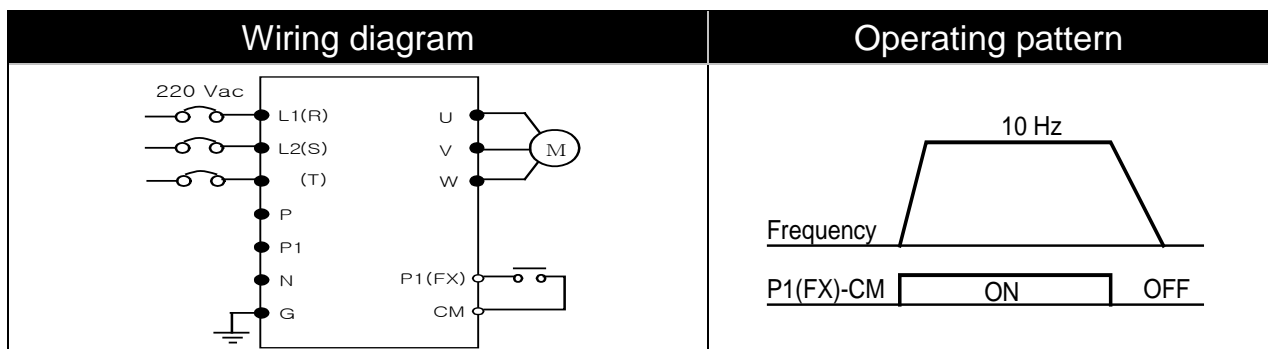 Wiring diagram
Operating pattern
220 Vac
L1(R)
U
L2(S)
V
M
(T)
W
P
P1
N
P1(FX)
G
CM
10 Hz
Frequency
P1(FX)-CM
ON
OFF